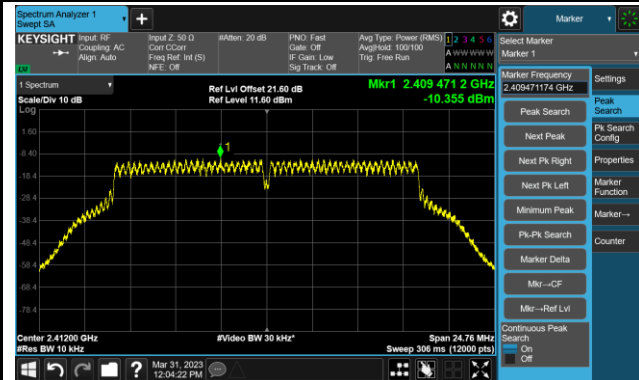 Spectrum Analyzer 1
Swept SA
Marker
KEYSIGHT
Input: RF
Coupling: AC
Align: Auto
Input Z: 50 Ω
Corr CCorr
Freq Ref: Int (S)
NFE: Off
#Atten: 20 dB
PNO: Fast
Gate: Off
IF Gain: Low
Sig Track: Off
Avg Type: Power (RMS)
Avg|Hold: 100/100
Trig: Free Run
1 2 3 4 5 6
A W W W W W
A N N N N N
LXI
1 Spectrum
Scale/Div 10 dB
Log
Ref Lvl Offset 21.60 dB
Ref Level 11.60 dBm
Mkr1 2.409 471 2 GHz
-10.355 dBm
1
1.60
-8.40
-18.4
-28.4
-38.4
-48.4
-58.4
-68.4
-78.4
Center 2.41200 GHz
#Res BW 10 kHz
#Video BW 30 kHz*
Span 24.76 MHz
Sweep 306 ms (12000 pts)
Mar 31, 2023
12:04:22 PM
Select Marker
Marker 1
Marker Frequency
2.409471174 GHz
Peak Search
Next Peak
Next Pk Right
Next Pk Left
Minimum Peak
Pk-Pk Search
Marker Delta
Mkr→CF
Mkr→Ref Lvl
Continuous Peak
Search
On
Off
Settings
Peak
Search
Pk Search
Config
Properties
Marker
Function
Marker→
Counter